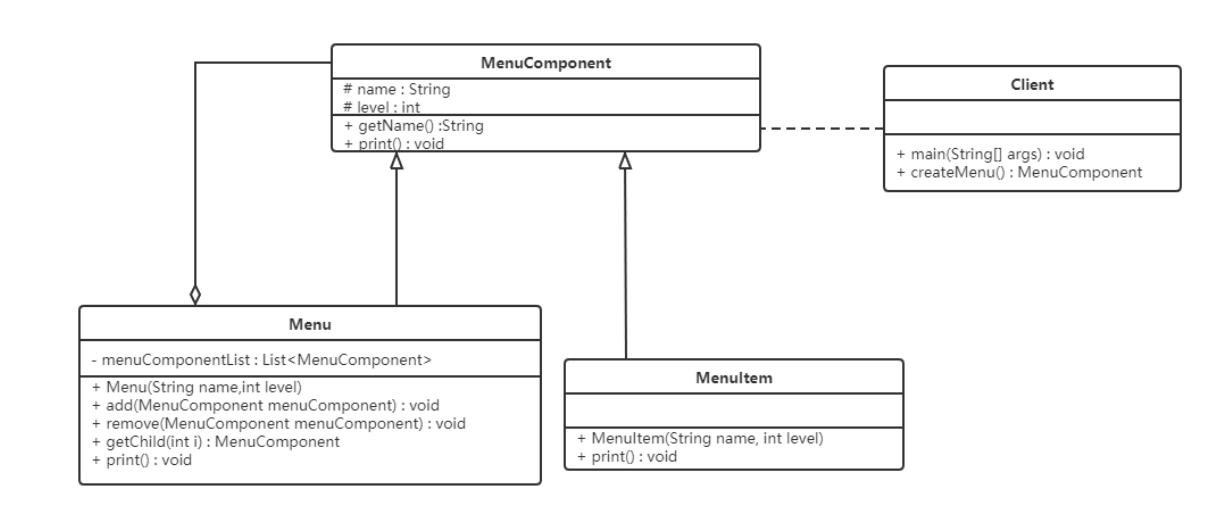 MenuComponent
# name : String
# level : int
+ getName() :String
+ print() : void
Client
+ main(String[] args) : void
+ createMenu() : MenuComponent
Menu
- menuComponentList : List<MenuComponent>
+ Menu(String name,int level)
+ add(MenuComponent menuComponent) : void
+ remove(MenuComponent menuComponent) : void
+ getChild(int i) : MenuComponent
+ print() : void
MenuItem
+ MenuItem(String name, int level)
+ print() : void